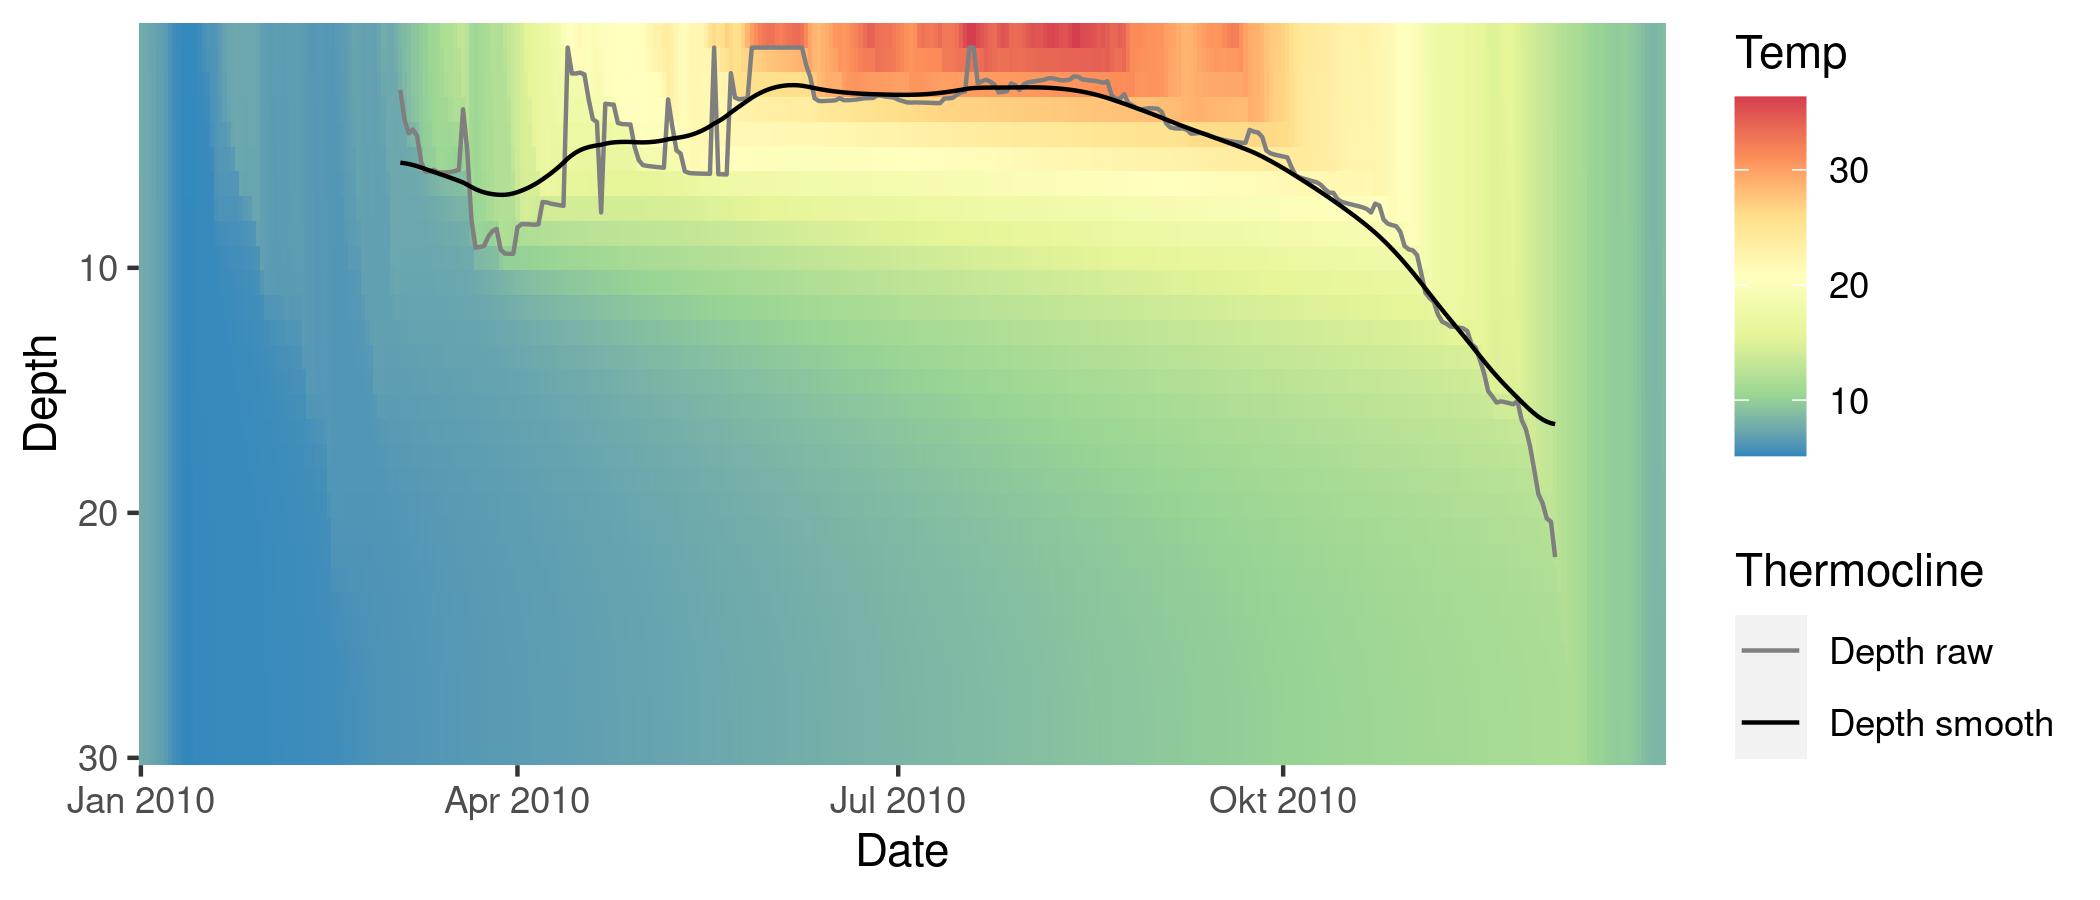 Temp
30
20
10
Thermocline
Depth raw
Depth smooth
Depth
10
20
30
Jan 2010
Apr 2010
Jul 2010
Okt 2010
Date